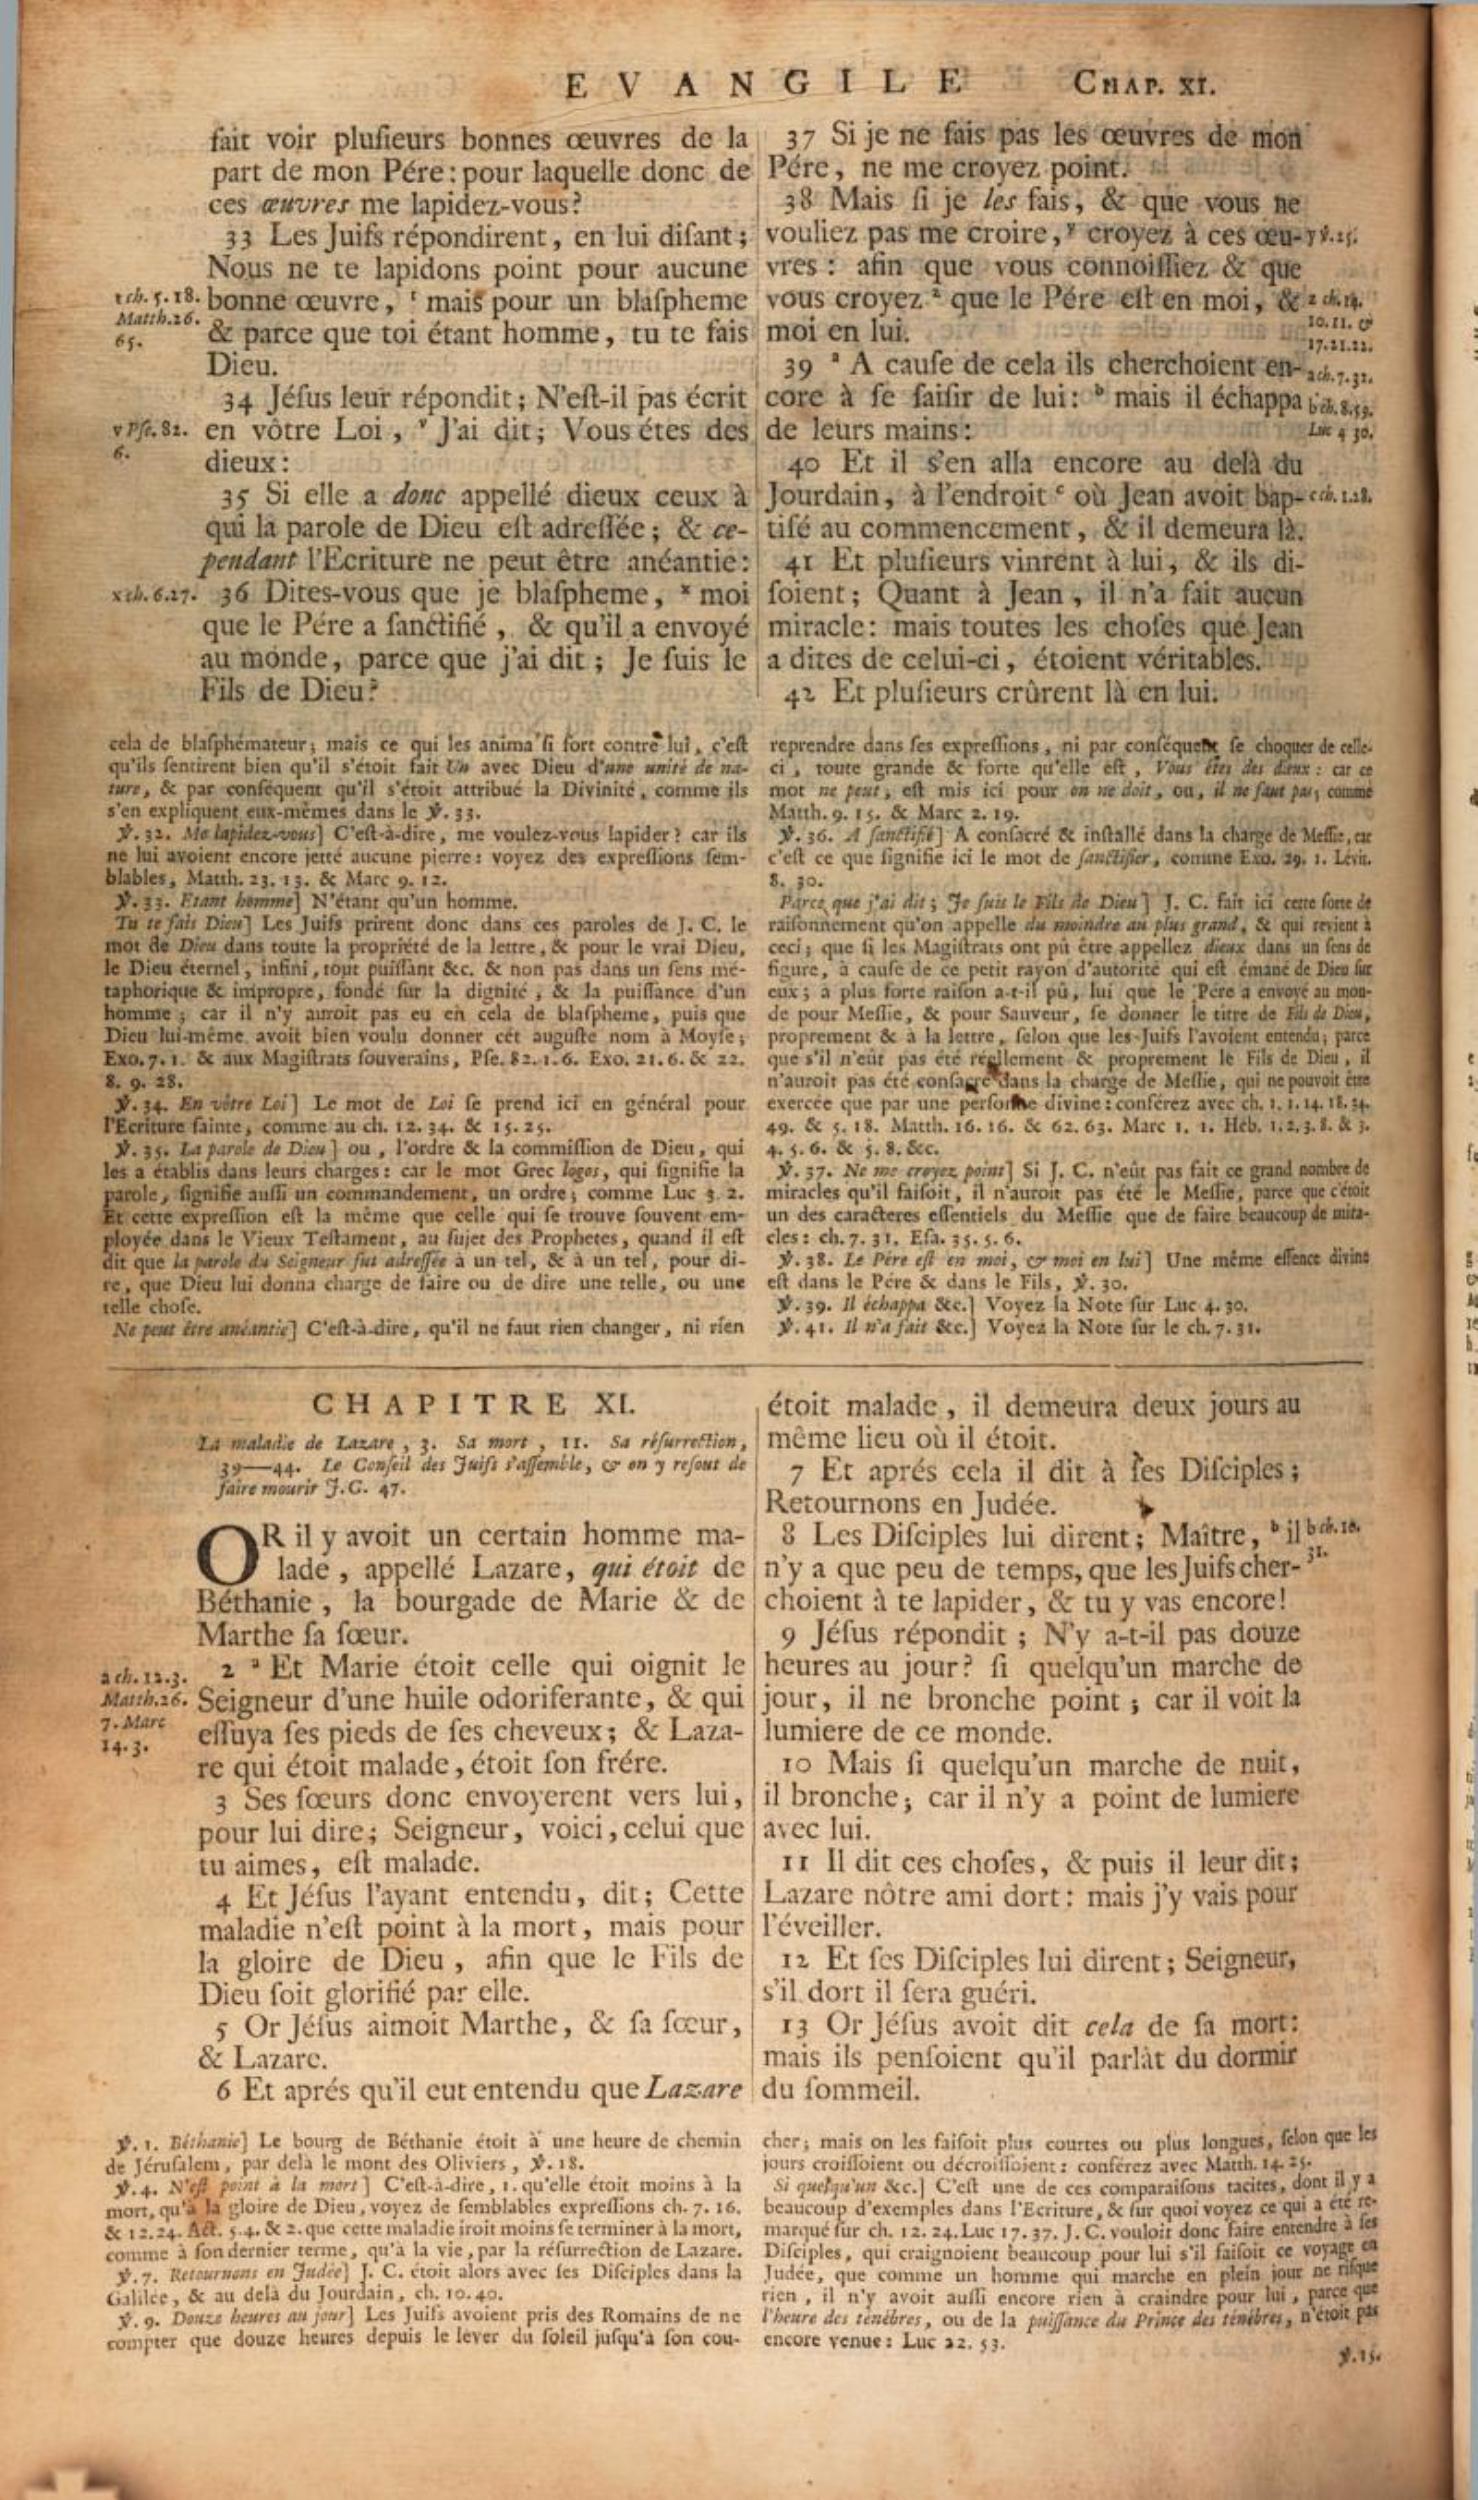 EVANGILE CHAP. XI.
fait voir pluſieurs bonnes œuvres de la
part de mon Pére: pour laquelle donc de
ces œuvres me lapidez-vous?
33 Les Juifs répondirent, en lui diſant;
Nous ne te lapidons point pour aucune
t ch. 5. 18. bonne œuvre, ᵗ mais pour un blaſpheme
Matth. 26.
65. & parce que toi étant homme, tu te fais
Dieu.
34 Jéſus leur répondit; N'eſt-il pas écrit
v Pſe. 82. en vôtre Loi, ᵛ J'ai dit; Vous étes des
6. dieux:
35 Si elle a donc appellé dieux ceux à
qui la parole de Dieu eſt adreſſée; & ce-
pendant l'Ecriture ne peut être anéantie:
x ch. 6. 27. 36 Dites-vous que je blaſpheme, ˣ moi
que le Pére a ſanctifié, & qu'il a envoyé
au monde, parce que j'ai dit; Je ſuis le
Fils de Dieu?
37 Si je ne fais pas les œuvres de mon
Pére, ne me croyez point.
38 Mais ſi je les fais, & que vous ne
vouliez pas me croire, ʸ croyez à ces œu- y ℣. 25.
vres: afin que vous connoiſſiez & que
vous croyez ᶻ que le Pére eſt en moi, & z ch. 14.
10. 11. &
moi en lui. 17. 21. 22.
39 ᵃ A cauſe de cela ils cherchoient en- a ch. 7. 32.
core à ſe ſaiſir de lui: ᵇ mais il échappa b ch. 8. 59.
de leurs mains: Luc 4 30.
40 Et il s'en alla encore au delà du
Jourdain, à l'endroit ᶜ où Jean avoit bap- c ch. 1. 28.
tiſé au commencement, & il demeura là.
41 Et pluſieurs vinrent à lui, & ils di-
ſoient; Quant à Jean, il n'a fait aucun
miracle: mais toutes les choſes que Jean
a dites de celui-ci, étoient véritables.
42 Et pluſieurs crûrent là en lui.
cela de blaſphémateur; mais ce qui les anima ſi fort contre lui, c'eſt
qu'ils ſentirent bien qu'il s'étoit fait Un avec Dieu d'une unité de na-
ture, & par conſéquent qu'il s'étoit attribué la Divinité, comme ils
s'en expliquent eux-mêmes dans le ℣. 33.
℣. 32. Me lapidez-vous] C'eſt-à-dire, me voulez-vous lapider? car ils
ne lui avoient encore jetté aucune pierre: voyez des expreſſions ſem-
blables, Matth. 23. 13. & Marc 9. 12.
℣. 33. Etant homme] N'étant qu'un homme.
Tu te fais Dieu] Les Juifs prirent donc dans ces paroles de J. C. le
mot de Dieu dans toute la propriété de la lettre, & pour le vrai Dieu,
le Dieu éternel, infini, tout puiſſant &c. & non pas dans un ſens mé-
taphorique & impropre, fondé ſur la dignité, & la puiſſance d'un
homme; car il n'y auroit pas eu en cela de blaſpheme, puis que
Dieu lui-même avoit bien voulu donner cét auguſte nom à Moyſe;
Exo. 7. 1. & aux Magiſtrats ſouverains, Pſe. 82. 1. 6. Exo. 21. 6. & 22.
8. 9. 28.
℣. 34. En vôtre Loi] Le mot de Loi ſe prend ici en général pour
l'Ecriture ſainte, comme au ch. 12. 34. & 15. 25.
℣. 35. La parole de Dieu] ou, l'ordre & la commiſſion de Dieu, qui
les a établis dans leurs charges: car le mot Grec logos, qui ſignifie la
parole, ſignifie auſſi un commandement, un ordre; comme Luc 3. 2.
Et cette expreſſion eſt la même que celle qui ſe trouve ſouvent em-
ployée dans le Vieux Teſtament, au ſujet des Prophetes, quand il eſt
dit que la parole du Seigneur fut adreſſée à un tel, & à un tel, pour di-
re, que Dieu lui donna charge de faire ou de dire une telle, ou une
telle choſe.
Ne peut être anéantie] C'eſt-à-dire, qu'il ne faut rien changer, ni rien
reprendre dans ſes expreſſions, ni par conſéquent ſe choquer de celle-
ci, toute grande & forte qu'elle eſt, Vous êtes des dieux: car ce
mot ne peut, eſt mis ici pour on ne doit, ou, il ne faut pas, comme
Matth. 9. 15. & Marc 2. 19.
℣. 36. A ſanctifié] A conſacré & inſtallé dans la charge de Meſſie, car
c'eſt ce que ſignifie ici le mot de ſanctifier, comme Exo. 29. 1. Lévit.
8. 30.
Parce que j'ai dit; Je ſuis le Fils de Dieu] J. C. fait ici cette ſorte de
raiſonnement qu'on appelle du moindre au plus grand, & qui revient à
ceci; que ſi les Magiſtrats ont pû être appellez dieux dans un ſens de
figure, à cauſe de ce petit rayon d'autorité qui eſt émané de Dieu ſur
eux; à plus forte raiſon a-t-il pû, lui que le Pére a envoyé au mon-
de pour Meſſie, & pour Sauveur, ſe donner le titre de Fils de Dieu,
proprement & à la lettre, ſelon que les Juifs l'avoient entendu; parce
que s'il n'eût pas été réellement & proprement le Fils de Dieu, il
n'auroit pas été conſacré dans la charge de Meſſie, qui ne pouvoit être
exercée que par une perſonne divine: conférez avec ch. 1. 1. 14. 18. 34.
49. & 5. 18. Matth. 16. 16. & 62. 63. Marc 1. 1. Heb. 1. 2. 3. 8. & 3.
4. 5. 6. & 5. 8. &c.
℣. 37. Ne me croyez point] Si J. C. n'eût pas fait ce grand nombre de
miracles qu'il faiſoit, il n'auroit pas été le Meſſie, parce que c'étoit
un des caracteres eſſentiels du Meſſie que de faire beaucoup de mira-
cles: ch. 7. 31. Eſa. 35. 5. 6.
℣. 38. Le Pére eſt en moi, & moi en lui] Une même eſſence divine
eſt dans le Pére & dans le Fils, ℣. 30.
℣. 39. Il échappa &c.] Voyez la Note ſur Luc 4. 30.
℣. 41. Il n'a fait &c.] Voyez la Note ſur le ch. 7. 31.
CHAPITRE XI.
La maladie de Lazare, 3. Sa mort, 11. Sa réſurrection,
39—44. Le Conſeil des Juifs s'aſſemble, & on y reſout de
faire mourir J. C. 47.
OR il y avoit un certain homme ma-
lade, appellé Lazare, qui étoit de
Béthanie, la bourgade de Marie & de
Marthe ſa ſœur.
a ch. 12. 3. 2 ᵃ Et Marie étoit celle qui oignit le
Matth. 26. Seigneur d'une huile odoriferante, & qui
7. Marc eſſuya ſes pieds de ſes cheveux; & Laza-
14. 3. re qui étoit malade, étoit ſon frére.
3 Ses ſœurs donc envoyerent vers lui,
pour lui dire; Seigneur, voici, celui que
tu aimes, eſt malade.
4 Et Jéſus l'ayant entendu, dit; Cette
maladie n'eſt point à la mort, mais pour
la gloire de Dieu, afin que le Fils de
Dieu ſoit glorifié par elle.
5 Or Jéſus aimoit Marthe, & ſa ſœur,
& Lazare.
6 Et aprés qu'il eut entendu que Lazare
étoit malade, il demeura deux jours au
même lieu où il étoit.
7 Et aprés cela il dit à ſes Diſciples;
Retournons en Judée.
8 Les Diſciples lui dirent; Maître, ᵇ il b ch. 10.
31.
n'y a que peu de temps, que les Juifs cher-
choient à te lapider, & tu y vas encore!
9 Jéſus répondit; N'y a-t-il pas douze
heures au jour? ſi quelqu'un marche de
jour, il ne bronche point; car il voit la
lumiere de ce monde.
10 Mais ſi quelqu'un marche de nuit,
il bronche; car il n'y a point de lumiere
avec lui.
11 Il dit ces choſes, & puis il leur dit;
Lazare nôtre ami dort: mais j'y vais pour
l'éveiller.
12 Et ſes Diſciples lui dirent; Seigneur,
s'il dort il ſera guéri.
13 Or Jéſus avoit dit cela de ſa mort:
mais ils penſoient qu'il parlât du dormir
du ſommeil.
℣. 1. Béthanie] Le bourg de Béthanie étoit à une heure de chemin
de Jéruſalem, par delà le mont des Oliviers, ℣. 18.
℣. 4. N'eſt point à la mort] C'eſt-à-dire, 1. qu'elle étoit moins à la
mort, qu'à la gloire de Dieu, voyez de ſemblables expreſſions ch. 7. 16.
& 12. 24. Act. 5. 4. & 2. que cette maladie iroit moins ſe terminer à la mort,
comme à ſon dernier terme, qu'à la vie, par la réſurrection de Lazare.
℣. 7. Retournons en Judée] J. C. étoit alors avec ſes Diſciples dans la
Galilée, & au delà du Jourdain, ch. 10. 40.
℣. 9. Douze heures au jour] Les Juifs avoient pris des Romains de ne
compter que douze heures depuis le lever du ſoleil juſqu'à ſon cou-
cher; mais on les faiſoit plus courtes ou plus longues, ſelon que les
jours croiſſoient ou décroiſſoient: conférez avec Matth. 14. 25.
Si quelqu'un &c.] C'eſt une de ces comparaiſons tacites, dont il y a
beaucoup d'exemples dans l'Ecriture, & ſur quoi voyez ce qui a été re-
marqué ſur ch. 12. 24. Luc 17. 37. J. C. vouloit donc faire entendre à ſes
Diſciples, qui craignoient beaucoup pour lui s'il faiſoit ce voyage en
Judée, que comme un homme qui marche en plein jour ne riſque
rien, il n'y avoit auſſi encore rien à craindre pour lui, parce que
l'heure des ténèbres, ou de la puiſſance du Prince des ténèbres, n'étoit pas
encore venue: Luc 22. 53.
℣. 15.